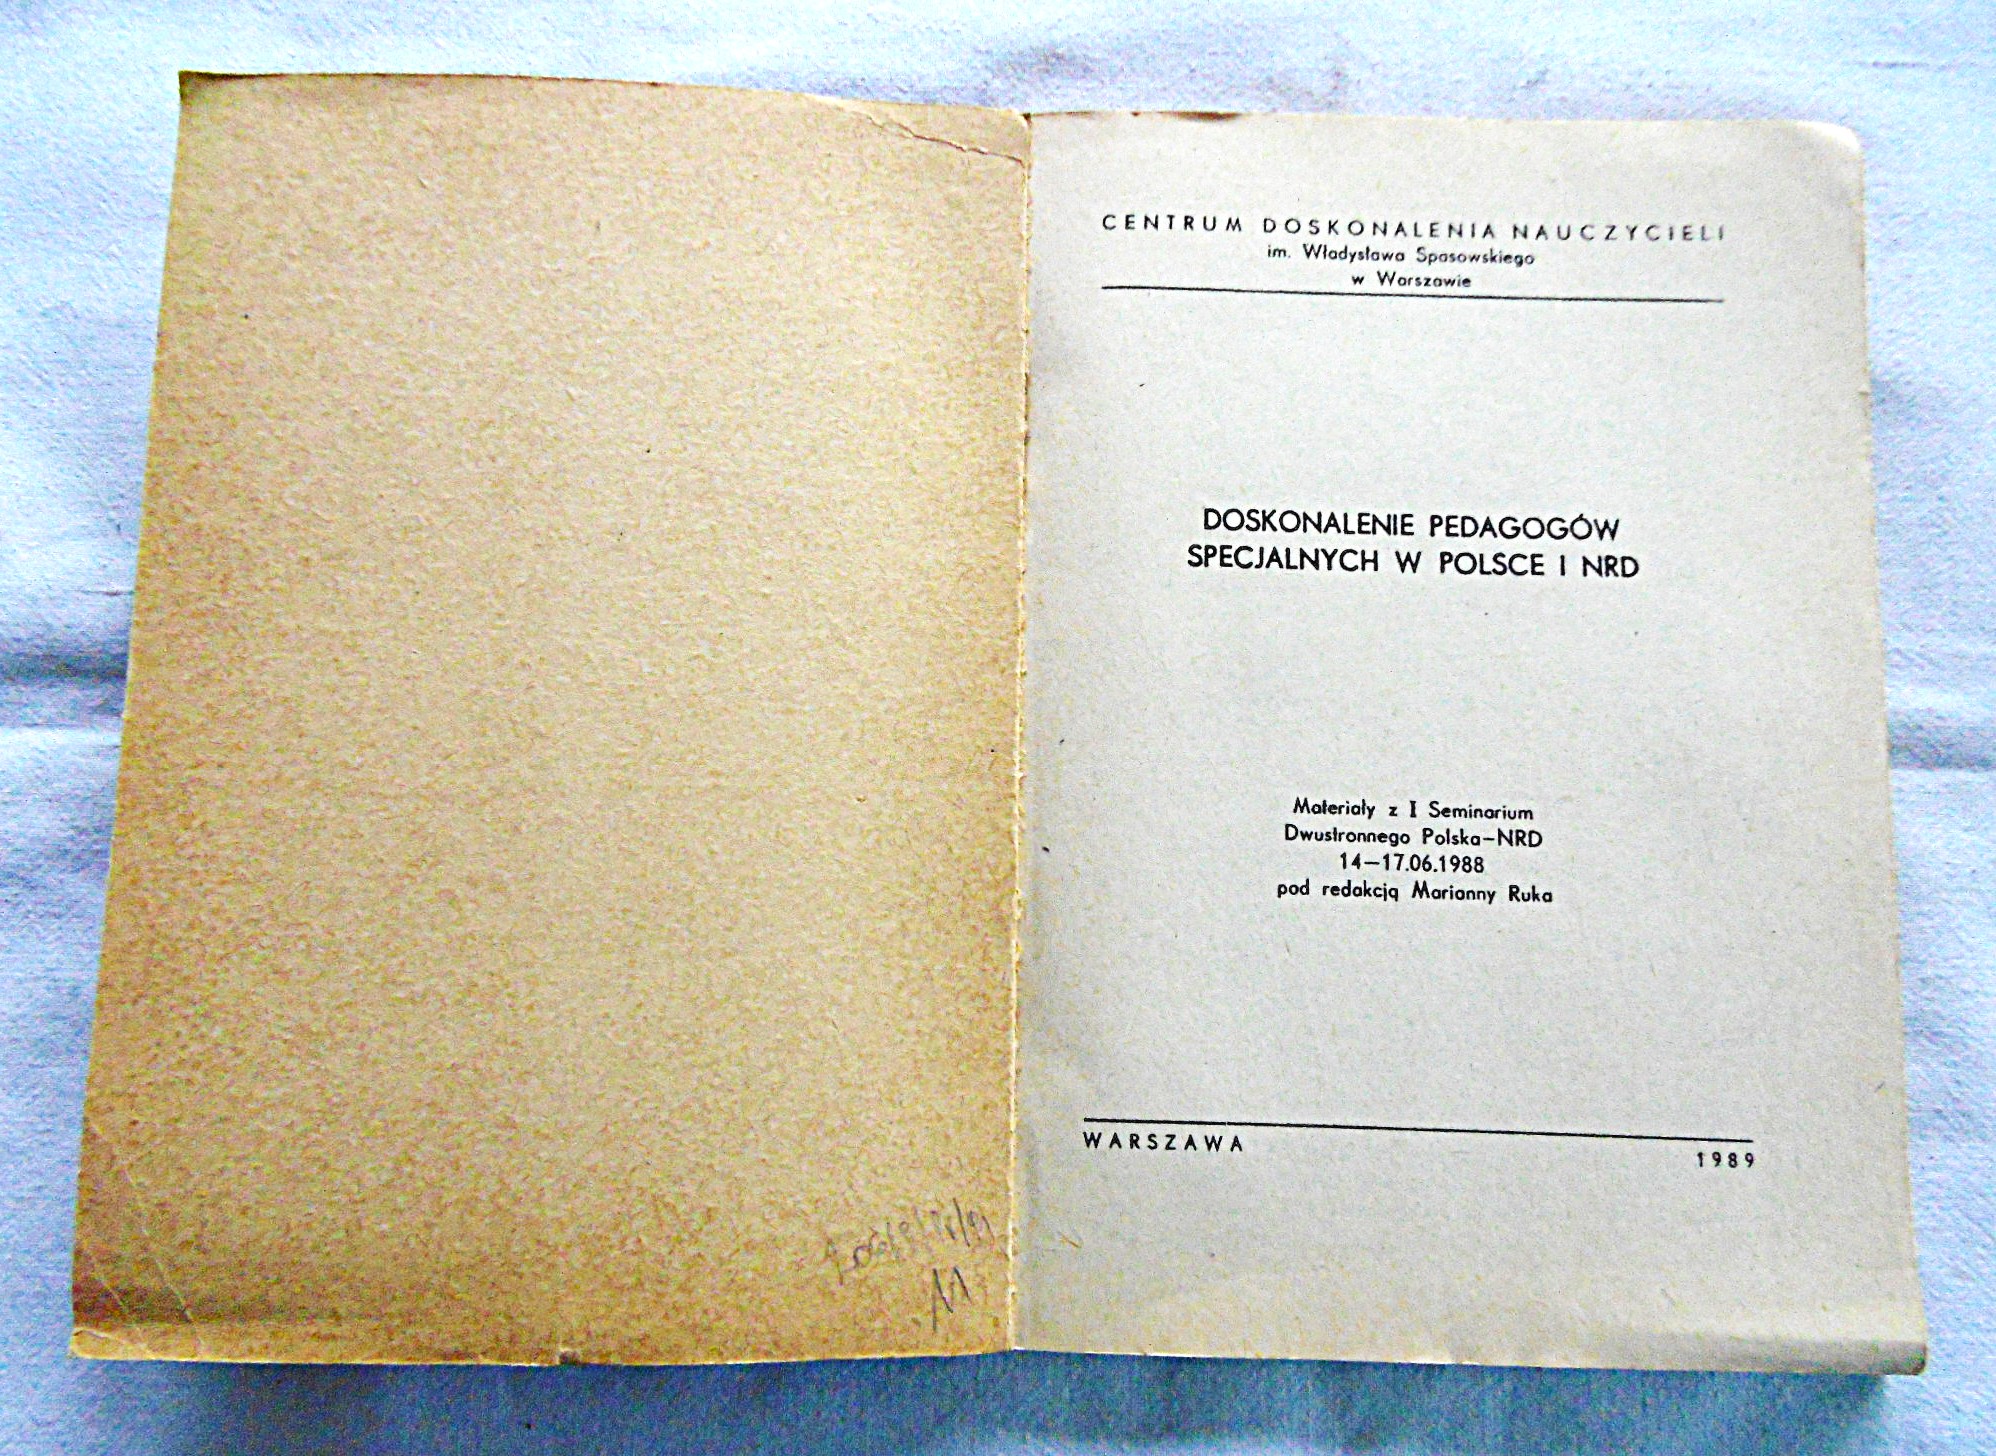 CENTRUM DOSKONALENIA NAUCZYCIELI
im. Władysława Spasowskiego
w Warszawie
DOSKONALENIE PEDAGOGÓW
SPECJALNYCH W POLSCE I NRD
Materiały z I Seminarium
Dwustronnego Polska—NRD
14—17.06.1988
pod redakcją Marianny Ruka
WARSZAWA
1989